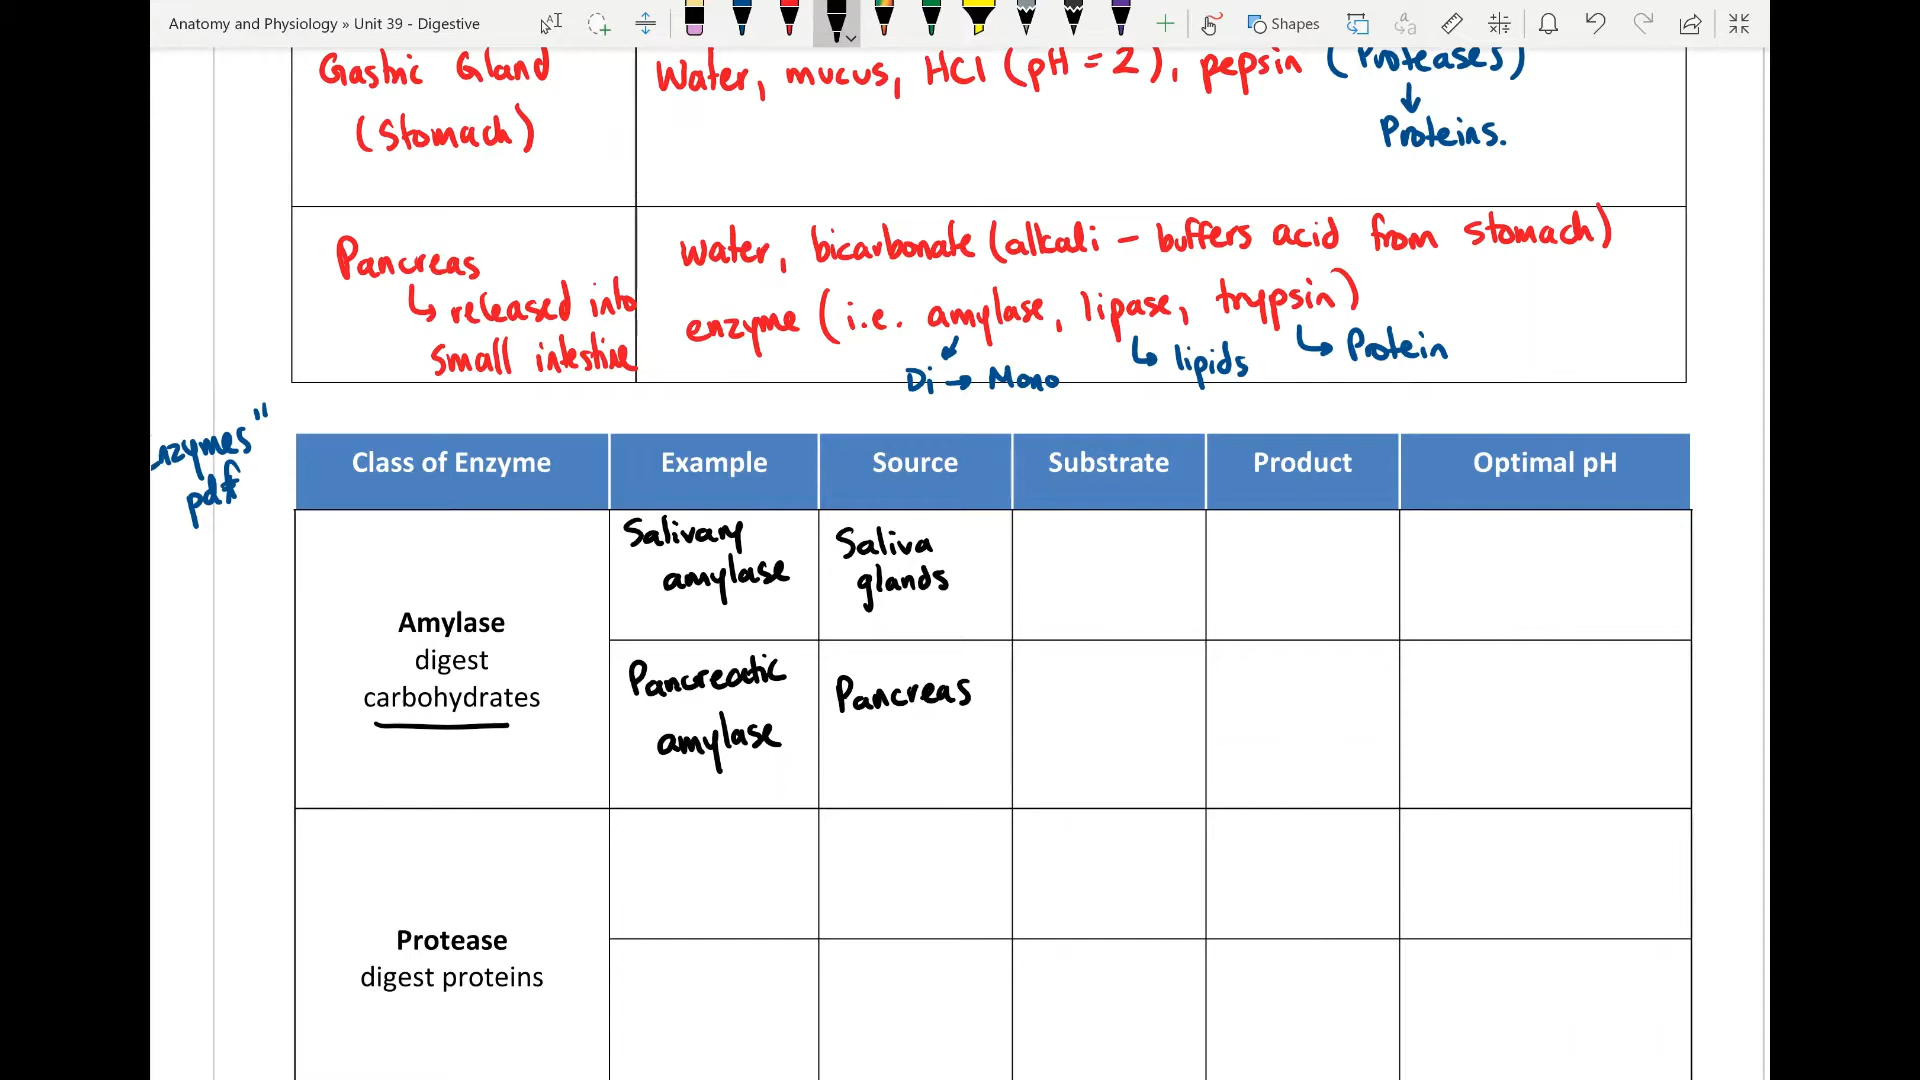 Anatomy and Physiology » Unit 39 - Digestive
Shapes
Gastric Gland
(Stomach)
Water, mucus, HCl (pH = 2), pepsin (Proteases)
Proteins.
Pancreas
↳ released into
small intestine
water, bicarbonate (alkali - buffers acid from stomach)
enzyme (i.e. amylase, lipase, trypsin)
Di → Mono
↳ lipids
↳ Protein
nzymes"
pdf
Class of Enzyme
Example
Source
Substrate
Product
Optimal pH
Amylase
digest
carbohydrates
Salivary
amylase
Saliva
glands
Pancreatic
amylase
Pancreas
Protease
digest proteins